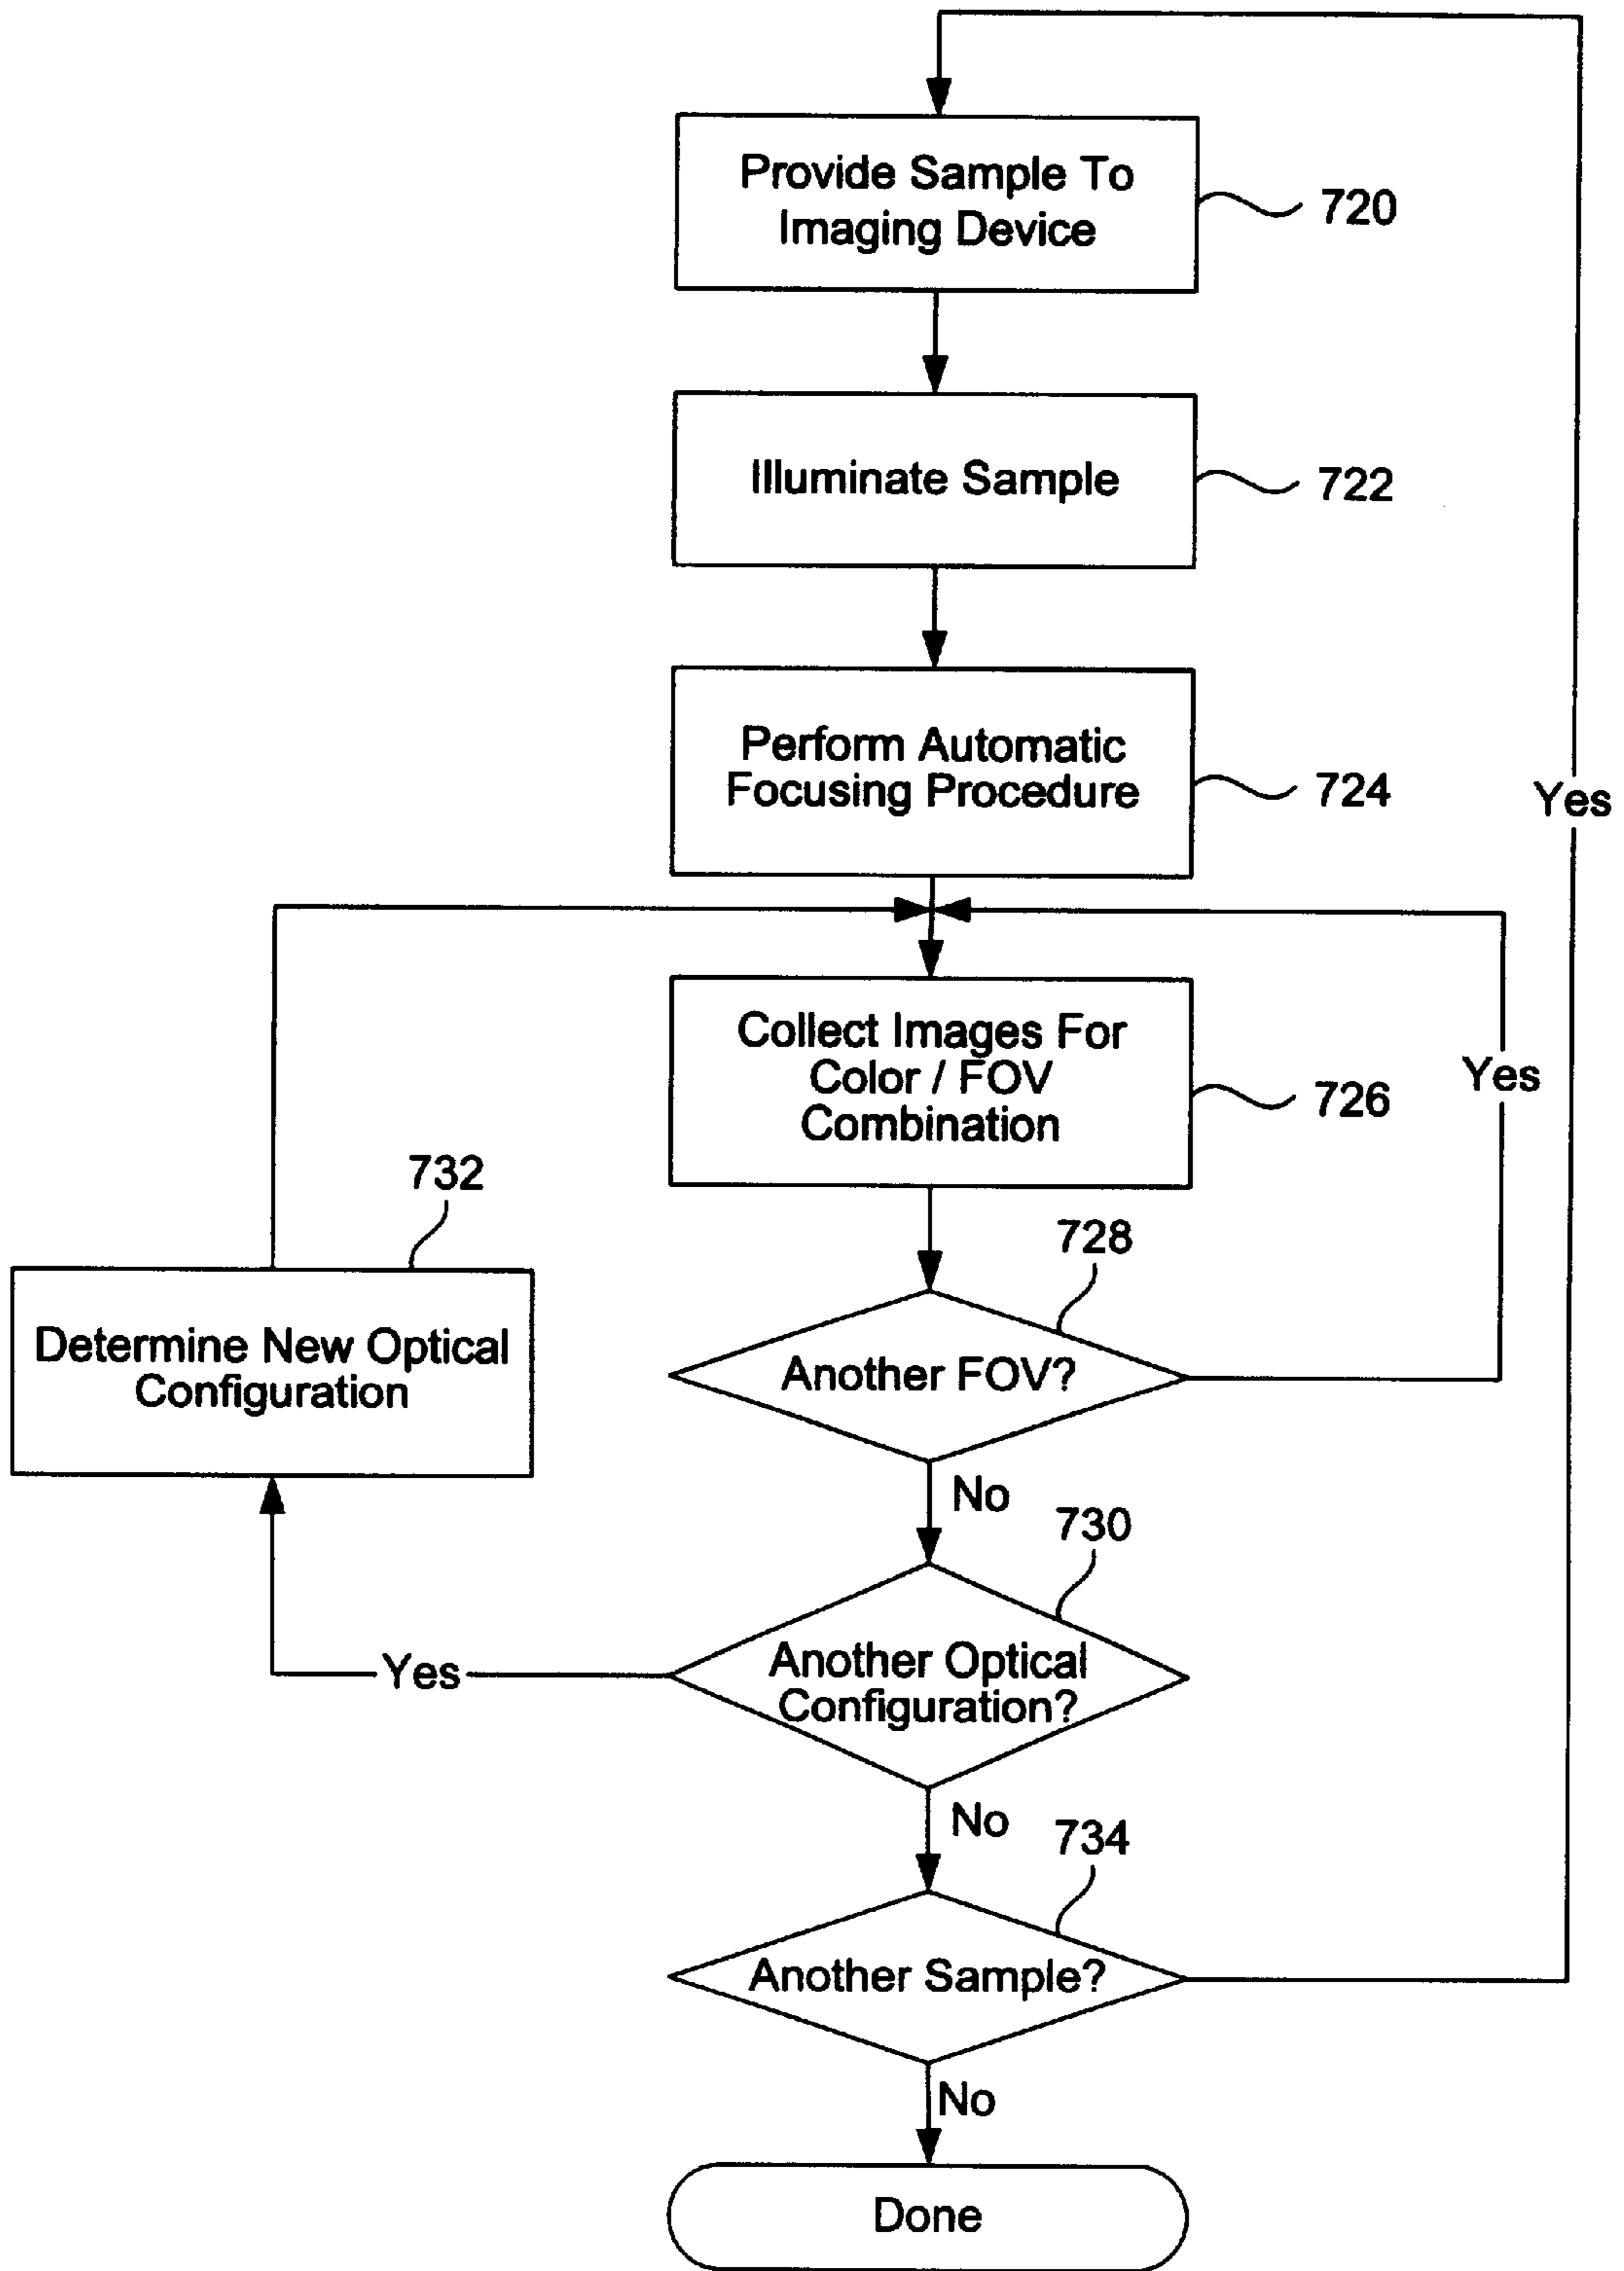 Provide Sample To
Imaging Device
720
Illuminate Sample
722
Perform Automatic
Focusing Procedure
724
Yes
Collect Images For
Color / FOV
Combination
726
Yes
732
Determine New Optical
Configuration
728
Another FOV?
No
730
Another Optical
Configuration?
Yes
No
734
Another Sample?
No
Done